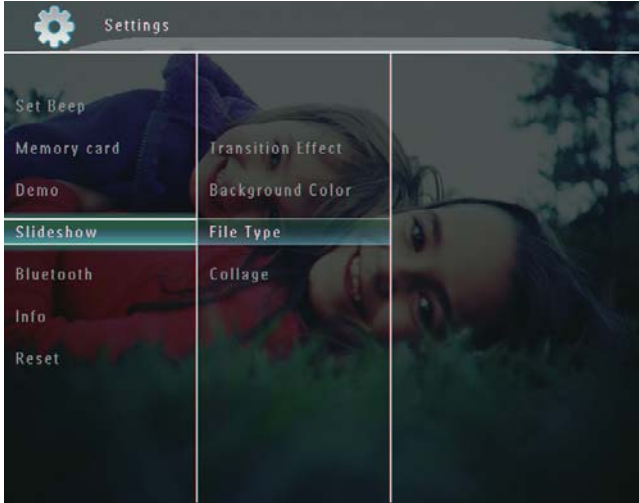 Settings
Set Beep
Memory card
Demo
Slideshow
Bluetooth
Info
Reset
Transition Effect
Background Color
File Type
Collage